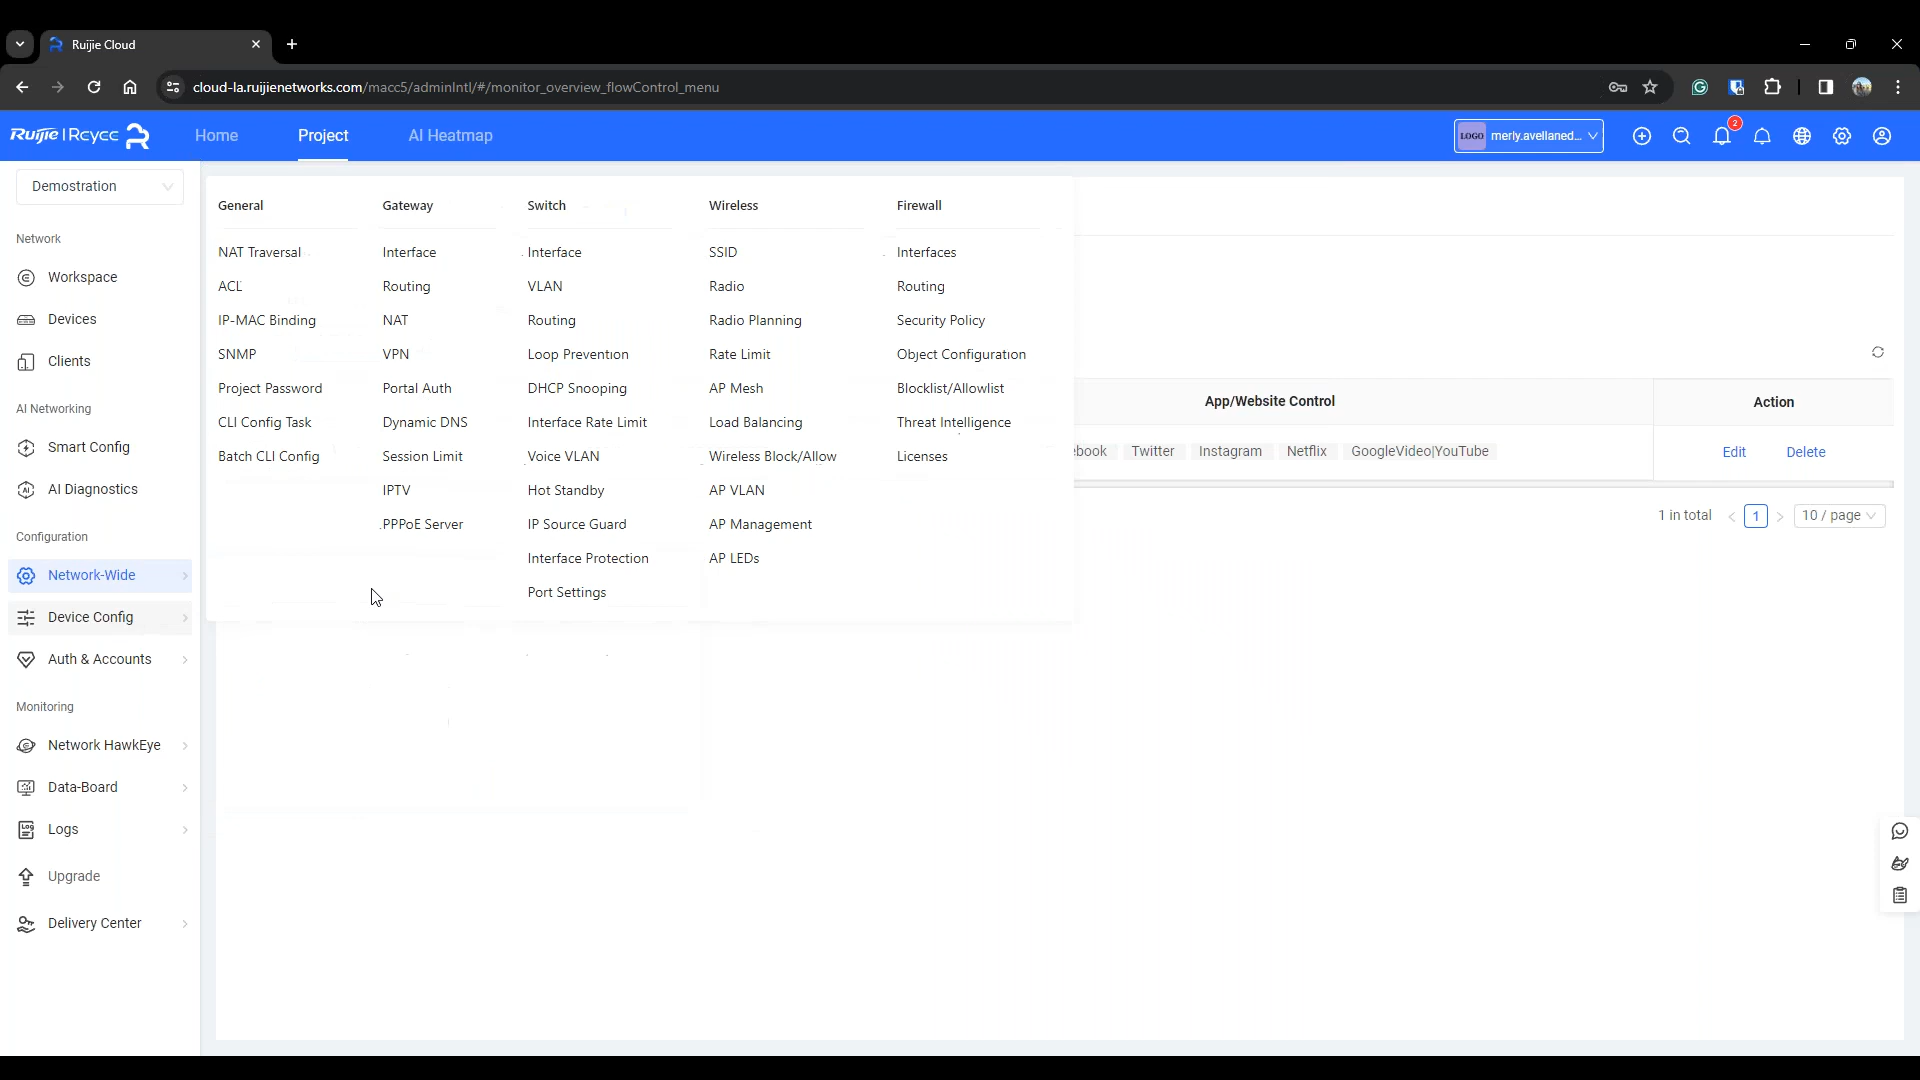 Ruijie Cloud
cloud-la.ruijienetworks.com/macc5/adminIntl/#/monitor_overview_flowControl_menu
Ruijie | Rcycc
Home
Project
AI Heatmap
LOGO
merly.avellaned...
2
Demostration
Network
Workspace
Devices
Clients
AI Networking
Smart Config
AI Diagnostics
Configuration
Network-Wide
Device Config
Auth & Accounts
Monitoring
Network HawkEye
Data-Board
Logs
Upgrade
Delivery Center
General
NAT Traversal
ACL
IP-MAC Binding
SNMP
Project Password
CLI Config Task
Batch CLI Config
Gateway
Interface
Routing
NAT
VPN
Portal Auth
Dynamic DNS
Session Limit
IPTV
PPPoE Server
Switch
Interface
VLAN
Routing
Loop Prevention
DHCP Snooping
Interface Rate Limit
Voice VLAN
Hot Standby
IP Source Guard
Interface Protection
Port Settings
Wireless
SSID
Radio
Radio Planning
Rate Limit
AP Mesh
Load Balancing
Wireless Block/Allow
AP VLAN
AP Management
AP LEDs
Firewall
Interfaces
Routing
Security Policy
Object Configuration
Blocklist/Allowlist
Threat Intelligence
Licenses
App/Website Control
Action
ebook Twitter Instagram Netflix GoogleVideo|YouTube
Edit Delete
1 in total
1
10 / page